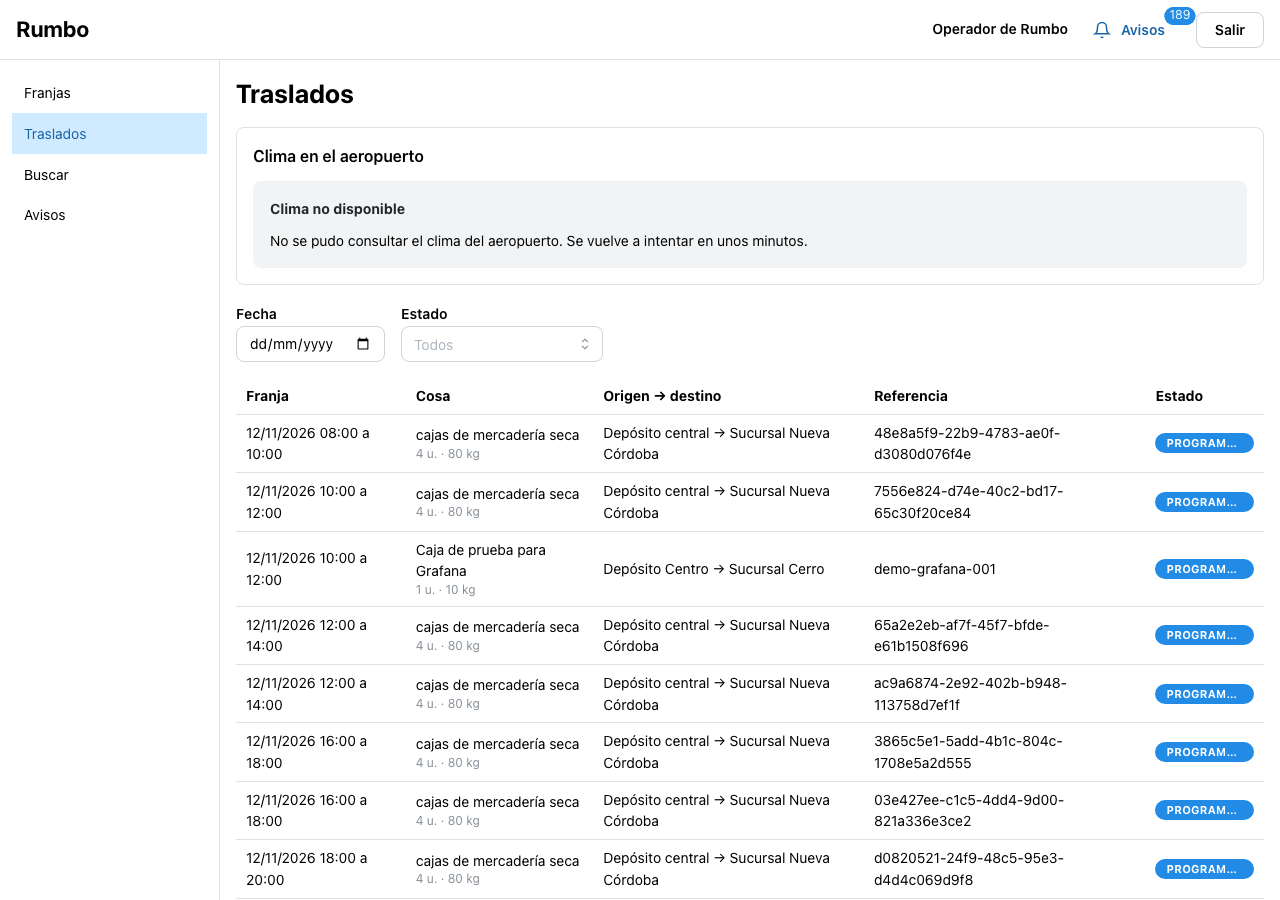 Rumbo
Operador de Rumbo
Avisos
189
Salir
Franjas
Traslados
Buscar
Avisos
Traslados
Clima en el aeropuerto
Clima no disponible
No se pudo consultar el clima del aeropuerto. Se vuelve a intentar en unos minutos.
Fecha
Estado
dd/mm/yyyy
Todos
Franja Cosa Origen → destino Referencia Estado
12/11/2026 08:00 a
10:00
cajas de mercadería seca
4 u. · 80 kg
Depósito central → Sucursal Nueva
Córdoba
48e8a5f9-22b9-4783-ae0f-
d3080d076f4e
PROGRAM...
12/11/2026 10:00 a
12:00
cajas de mercadería seca
4 u. · 80 kg
Depósito central → Sucursal Nueva
Córdoba
7556e824-d74e-40c2-bd17-
65c30f20ce84
PROGRAM...
12/11/2026 10:00 a
12:00
Caja de prueba para
Grafana
1 u. · 10 kg
Depósito Centro → Sucursal Cerro
demo-grafana-001
PROGRAM...
12/11/2026 12:00 a
14:00
cajas de mercadería seca
4 u. · 80 kg
Depósito central → Sucursal Nueva
Córdoba
65a2e2eb-af7f-45f7-bfde-
e61b1508f696
PROGRAM...
12/11/2026 12:00 a
14:00
cajas de mercadería seca
4 u. · 80 kg
Depósito central → Sucursal Nueva
Córdoba
ac9a6874-2e92-402b-b948-
113758d7ef1f
PROGRAM...
12/11/2026 16:00 a
18:00
cajas de mercadería seca
4 u. · 80 kg
Depósito central → Sucursal Nueva
Córdoba
3865c5e1-5add-4b1c-804c-
1708e5a2d555
PROGRAM...
12/11/2026 16:00 a
18:00
cajas de mercadería seca
4 u. · 80 kg
Depósito central → Sucursal Nueva
Córdoba
03e427ee-c1c5-4dd4-9d00-
821a336e3ce2
PROGRAM...
12/11/2026 18:00 a
20:00
cajas de mercadería seca
4 u. · 80 kg
Depósito central → Sucursal Nueva
Córdoba
d0820521-24f9-48c5-95e3-
d4d4c069d9f8
PROGRAM...